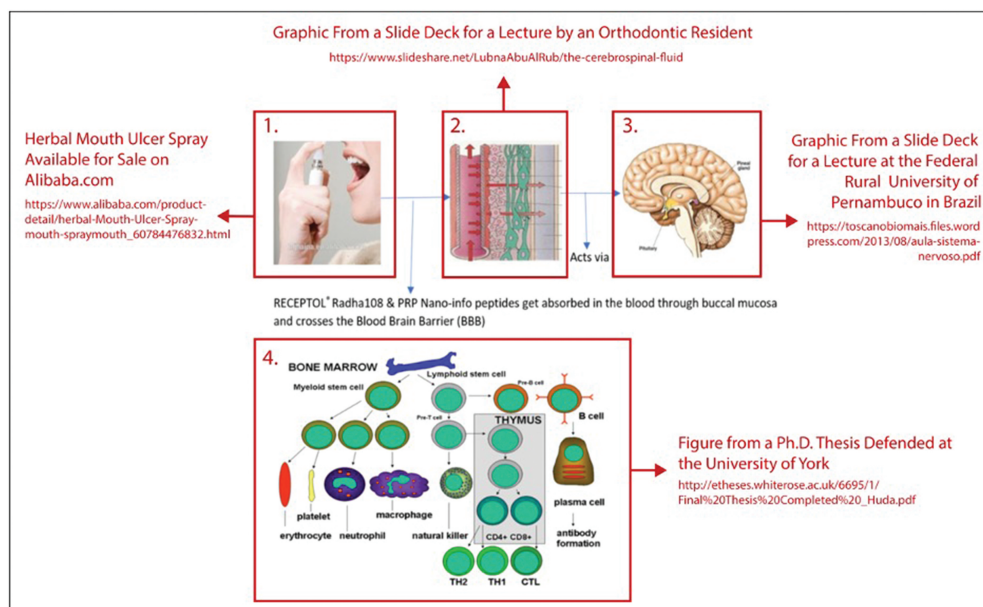 Graphic From a Slide Deck for a Lecture by an Orthodontic Resident
https://www.slideshare.net/LubnaAbuAlRub/the-cerebrospinal-fluid
Herbal Mouth Ulcer Spray
Available for Sale on
Alibaba.com
https://www.alibaba.com/product-
detail/herbal-Mouth-Ulcer-Spray-
mouth-spraymouth_60784476832.html
1.
2.
3.
Pineal
gland
Pituitary
Acts via
Graphic From a Slide Deck
for a Lecture at the Federal
Rural University of
Pernambuco in Brazil
https://toscanobiomais.files.word
press.com/2013/08/aula-sistema-
nervoso.pdf
RECEPTOL® Radha108 & PRP Nano-info peptides get absorbed in the blood through buccal mucosa
and crosses the Blood Brain Barrier (BBB)
4.
BONE MARROW
Lymphoid stem cell
Myeloid stem cell
Pre-B cell
B cell
Pre-T cell
THYMUS
platelet
macrophage
plasma cell
erythrocyte
neutrophil
natural killer
CD4+ CD8+
antibody
formation
TH2
TH1
CTL
Figure from a Ph.D. Thesis Defended at
the University of York
http://etheses.whiterose.ac.uk/6695/1/
Final%20Thesis%20Completed%20_Huda.pdf